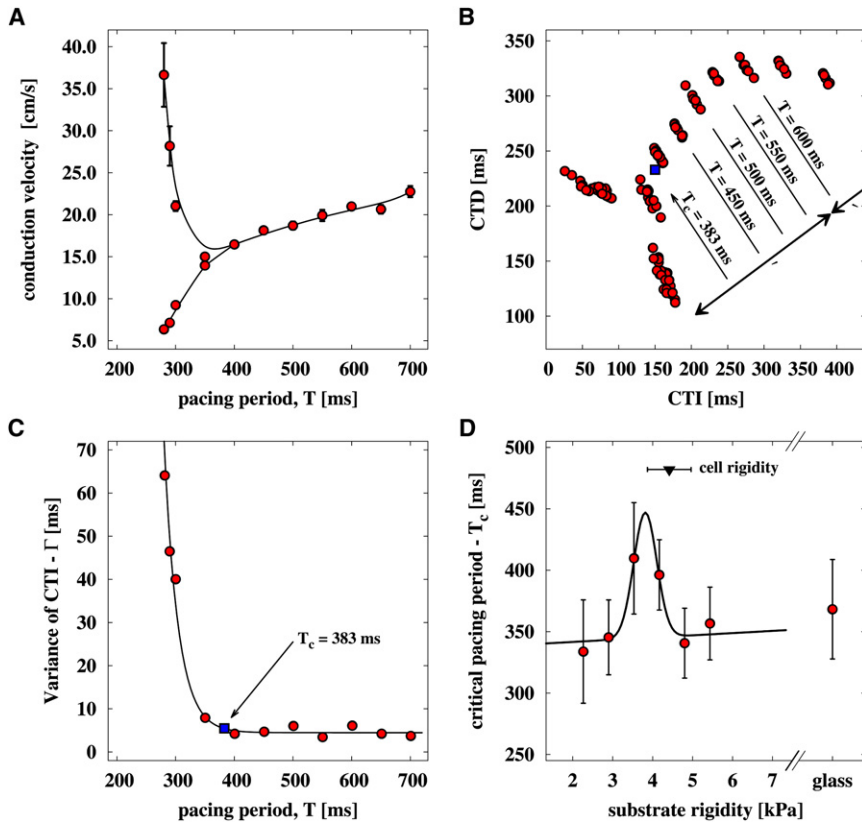 A
conduction velocity [cm/s]
40.0
35.0
30.0
25.0
20.0
15.0
10.0
5.0
200 300 400 500 600 700
pacing period, T [ms]
B
CTD [ms]
350
300
250
200
150
100
T = 600 ms
T = 550 ms
T = 500 ms
T = 450 ms
T_c = 383 ms
0 50 100 150 200 250 300 350 400
CTI [ms]
C
Variance of CTI - Γ [ms]
70
60
50
40
30
20
10
0
T_c = 383 ms
200 300 400 500 600 700
pacing period, T [ms]
D
critical pacing period - T_c [ms]
500
450
400
350
300
250
cell rigidity
2 3 4 5 6 7 glass
substrate rigidity [kPa]